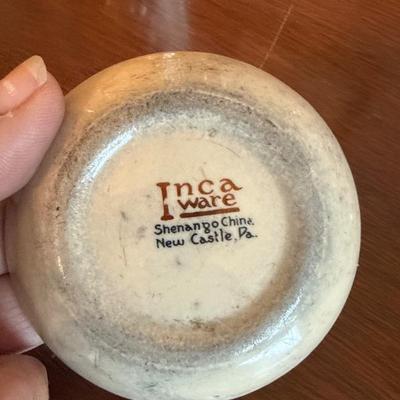 Inca
ware
Shenango China.
New Castle, Pa.